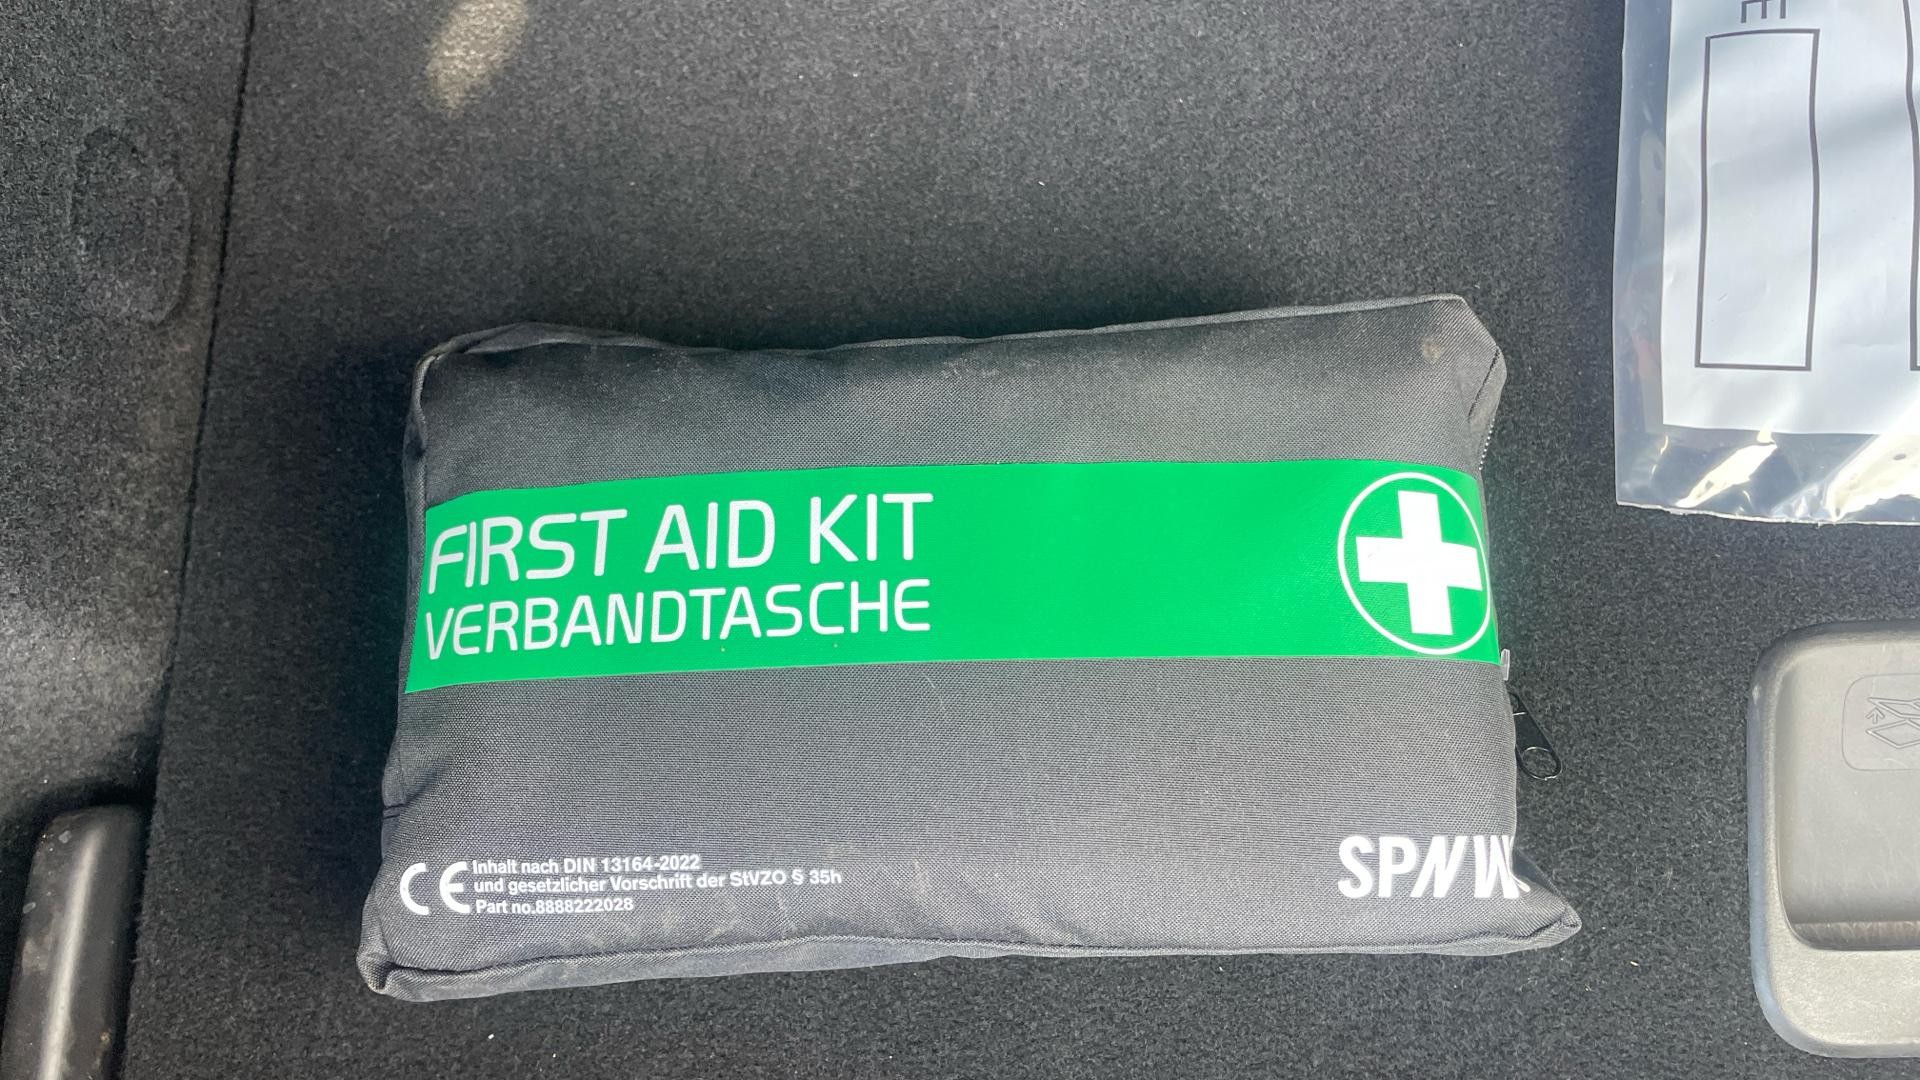 FIRST AID KIT
VERBANDTASCHE
CE Inhalt nach DIN 13164-2022
und gesetzlicher Vorschrift der StVZO § 35h
Part no.8888222028